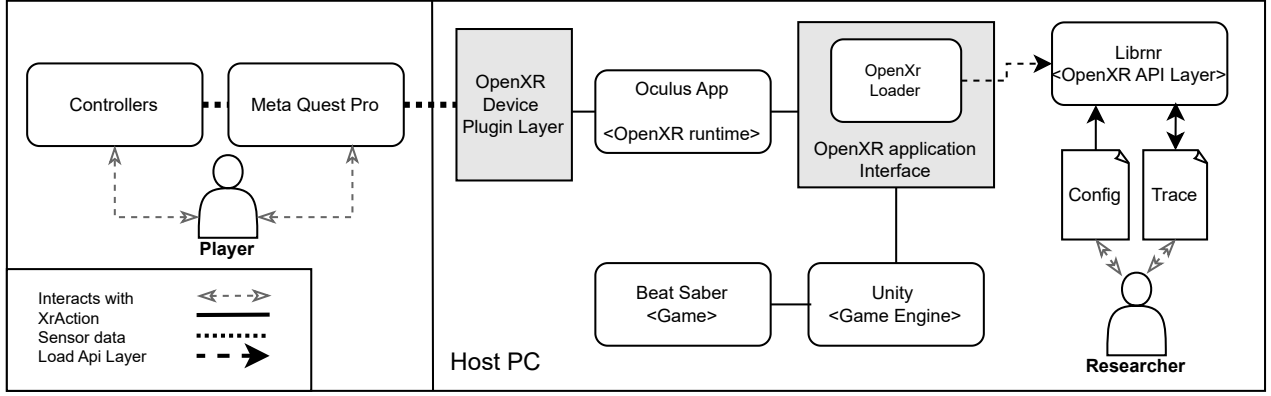 Controllers
Meta Quest Pro
Player
Interacts with
XrAction
Sensor data
Load Api Layer
OpenXR
Device
Plugin Layer
Oculus App
<OpenXR runtime>
OpenXr
Loader
OpenXR application
Interface
Librnr
<OpenXR API Layer>
Config
Trace
Beat Saber
<Game>
Unity
<Game Engine>
Researcher
Host PC